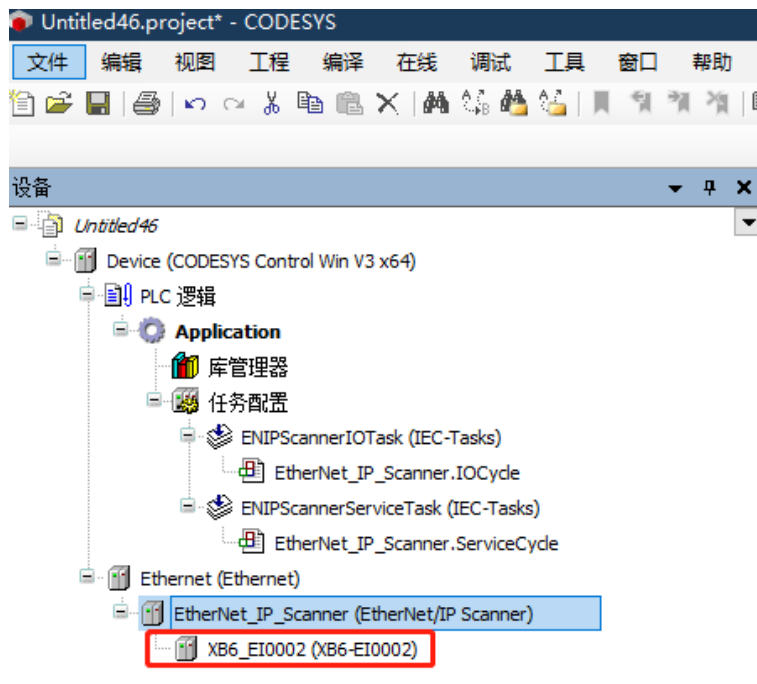 Untitled46.project* - CODESYS
文件 编辑 视图 工程 编译 在线 调试 工具 窗口 帮助
设备
Untitled46
Device (CODESYS Control Win V3 x64)
PLC 逻辑
Application
库管理器
任务配置
ENIPScannerIOTask (IEC-Tasks)
EtherNet_IP_Scanner.IOCycle
ENIPScannerServiceTask (IEC-Tasks)
EtherNet_IP_Scanner.ServiceCycle
Ethernet (Ethernet)
EtherNet_IP_Scanner (EtherNet/IP Scanner)
XB6_EI0002 (XB6-EI0002)